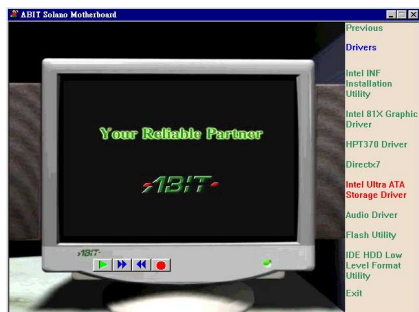 ABIT Solano Motherboard
Your Reliable Partner
ABIT
ABIT
Previous
Drivers
Intel INF
Installation
Utility
Intel 81X Graphic
Driver
HPT370 Driver
Directx7
Intel Ultra ATA
Storage Driver
Audio Driver
Flash Utility
IDE HDD Low
Level Format
Utility
Exit